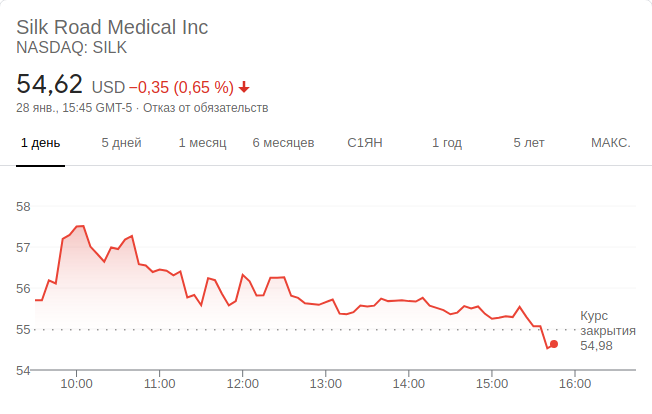 Silk Road Medical Inc
NASDAQ: SILK
54,62 USD −0,35 (0,65 %)
28 янв., 15:45 GMT-5 · Отказ от обязательств
1 день 5 дней 1 месяц 6 месяцев С1ЯН 1 год 5 лет МАКС.
58
57
56
55
54
Курс
закрытия
54,98
10:00 11:00 12:00 13:00 14:00 15:00 16:00